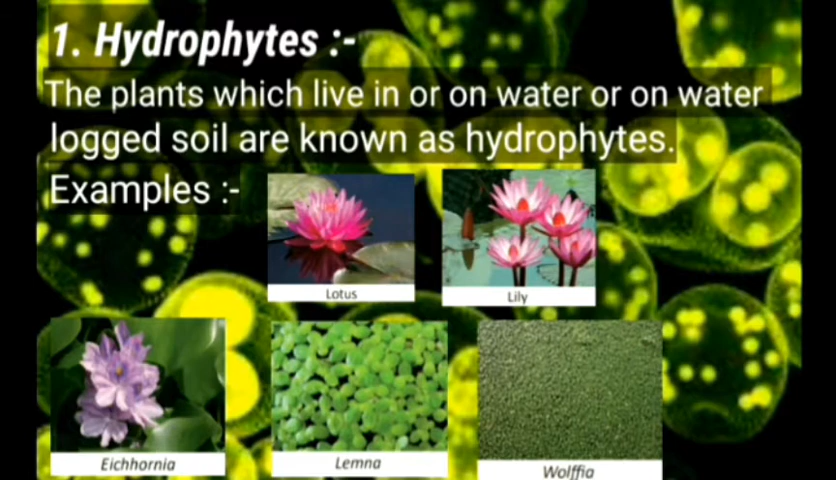 1. Hydrophytes :-
The plants which live in or on water or on water
logged soil are known as hydrophytes.
Examples :-
Lotus
Lily
Eichhornia
Lemna
Wolffia